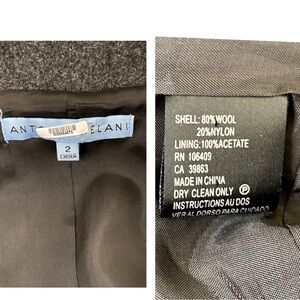 ANT ELANI
2
CHINA
SHELL: 80%WOOL
20%NYLON
LINING:100%ACETATE
RN 106409
CA 39863
MADE IN CHINA
DRY CLEAN ONLY Ⓟ
INSTRUCTIONS AU DOS
VER AL DORSO PARA CUIDADO